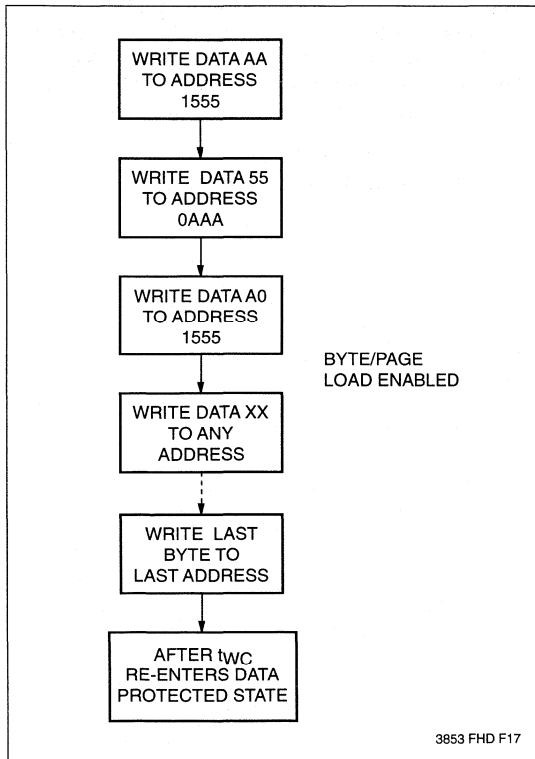 WRITE DATA AA
TO ADDRESS
1555
WRITE DATA 55
TO ADDRESS
0AAA
WRITE DATA A0
TO ADDRESS
1555
BYTE/PAGE
LOAD ENABLED
WRITE DATA XX
TO ANY
ADDRESS
WRITE LAST
BYTE TO
LAST ADDRESS
AFTER tWC
RE-ENTERS DATA
PROTECTED STATE
3853 FHD F17